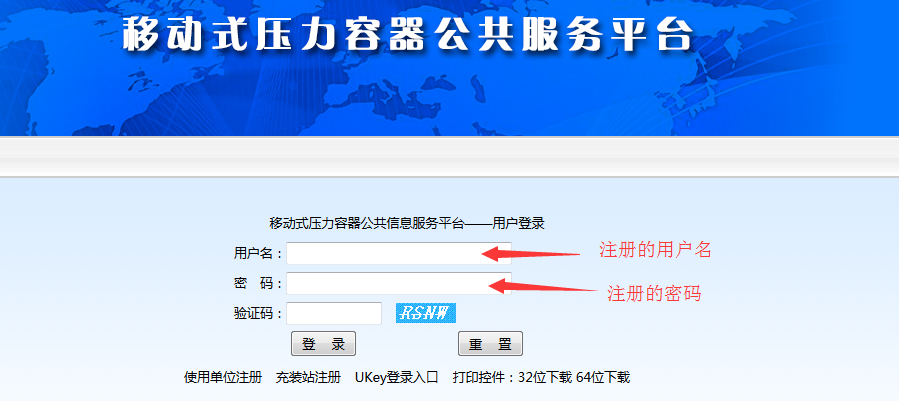 移动式压力容器公共服务平台
移动式压力容器公共信息服务平台——用户登录
用户名： 注册的用户名
密 码： 注册的密码
验证码： RSNW
登 录 重 置
使用单位注册 充装站注册 UKey登录入口 打印控件：32位下载 64位下载